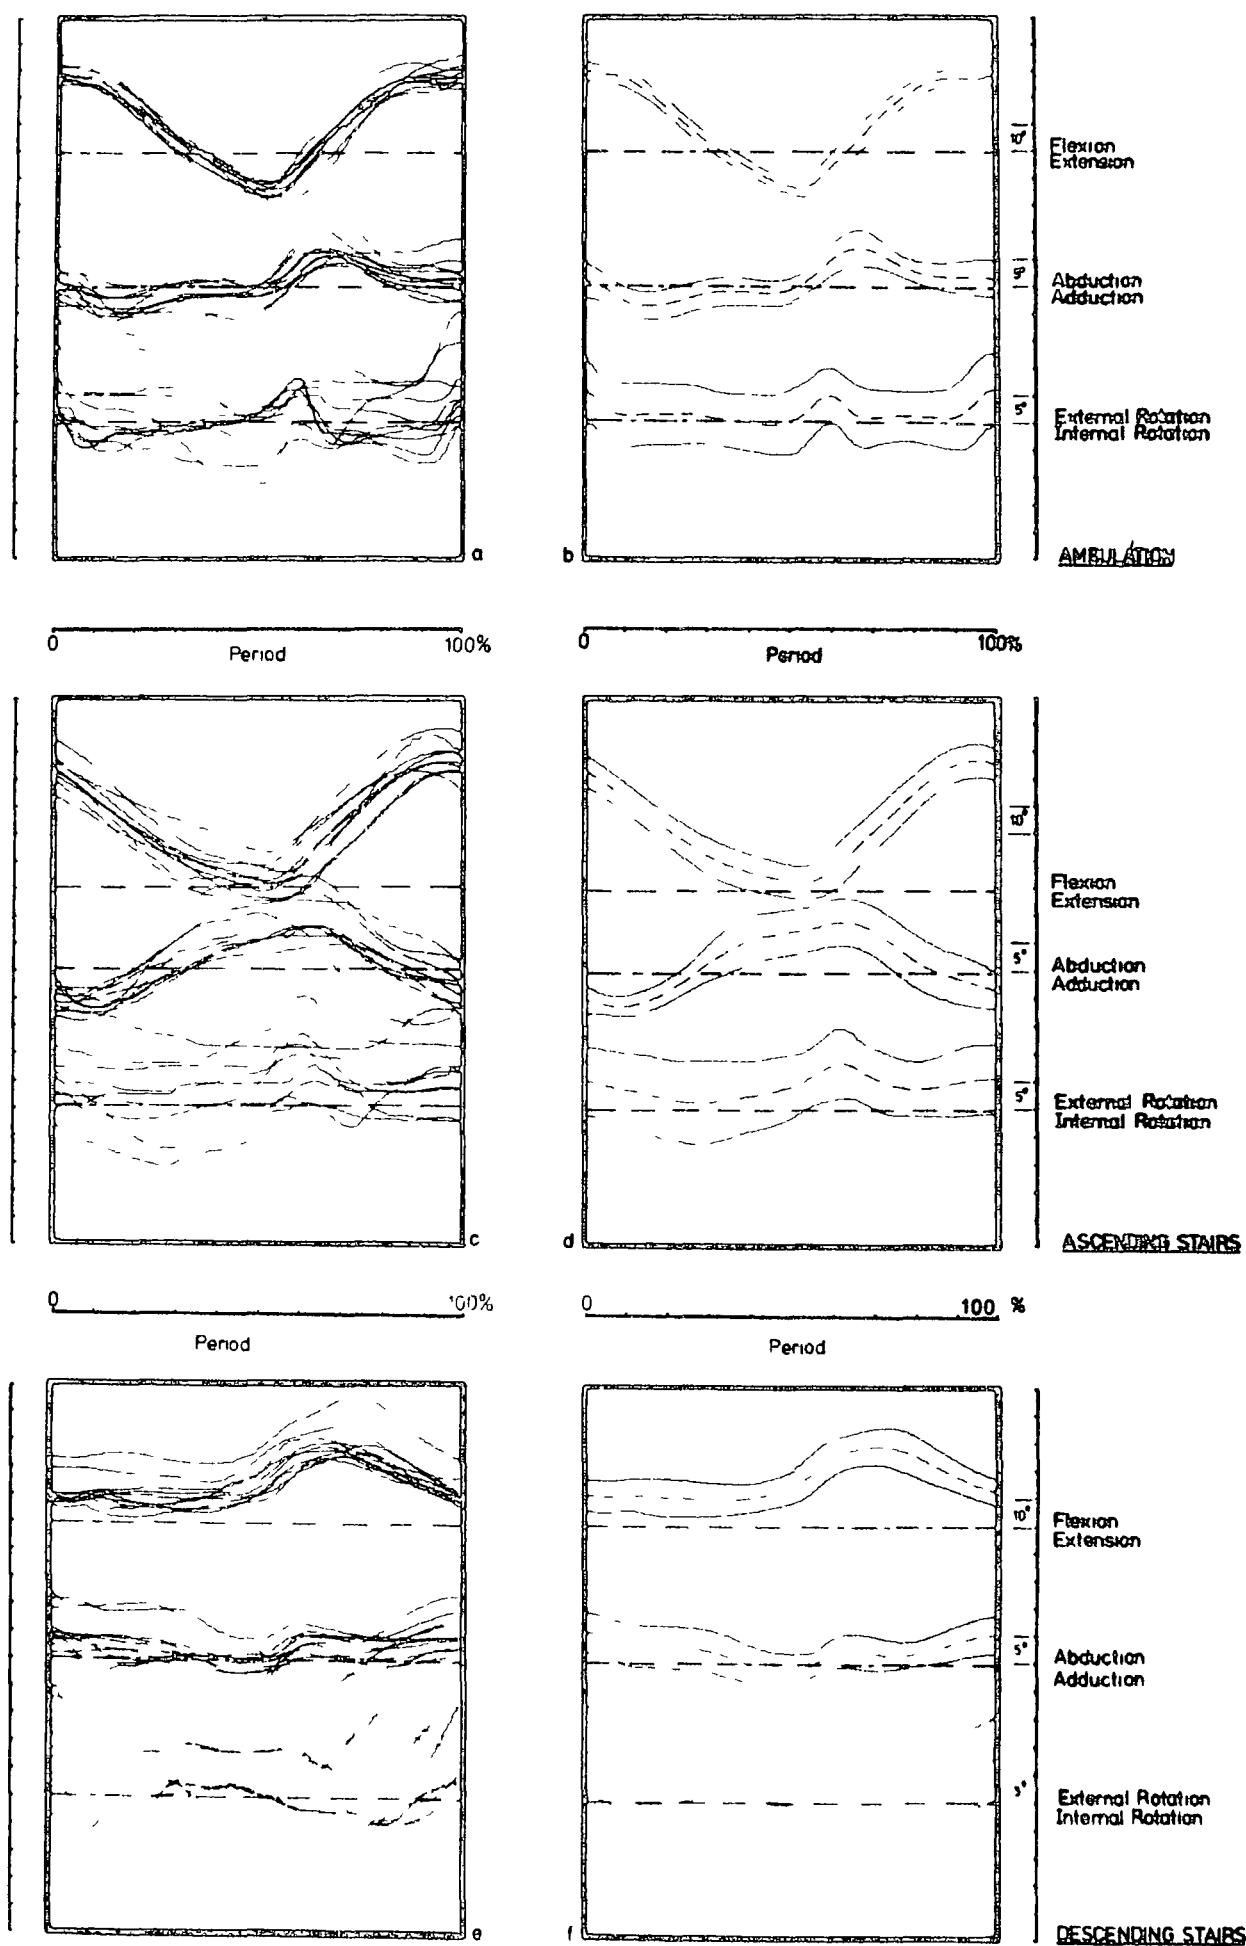 10°
Flexion
Extension
5°
Abduction
Adduction
5°
External Rotation
Internal Rotation
a
b
AMBULATION
0
100%
Period
0
100%
Period
10°
Flexion
Extension
5°
Abduction
Adduction
5°
External Rotation
Internal Rotation
c
d
ASCENDING STAIRS
0
100%
Period
0
100 %
Period
10°
Flexion
Extension
5°
Abduction
Adduction
External Rotation
Internal Rotation
e
f
DESCENDING STAIRS